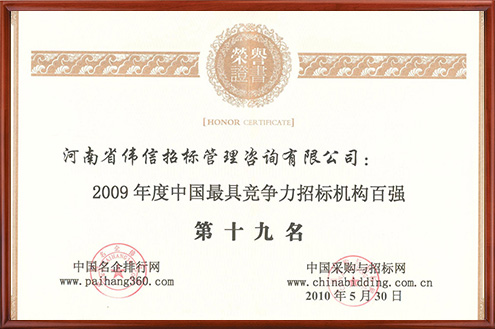 榮譽
證書
[HONOR CERTIFICATE]
河南省伟信招标管理咨询有限公司：
2009年度中国最具竞争力招标机构百强
第十九名
中国名企排行网
www.paihang360.com
中国采购与招标网
www.chinabidding.com.cn
2010年5月30日